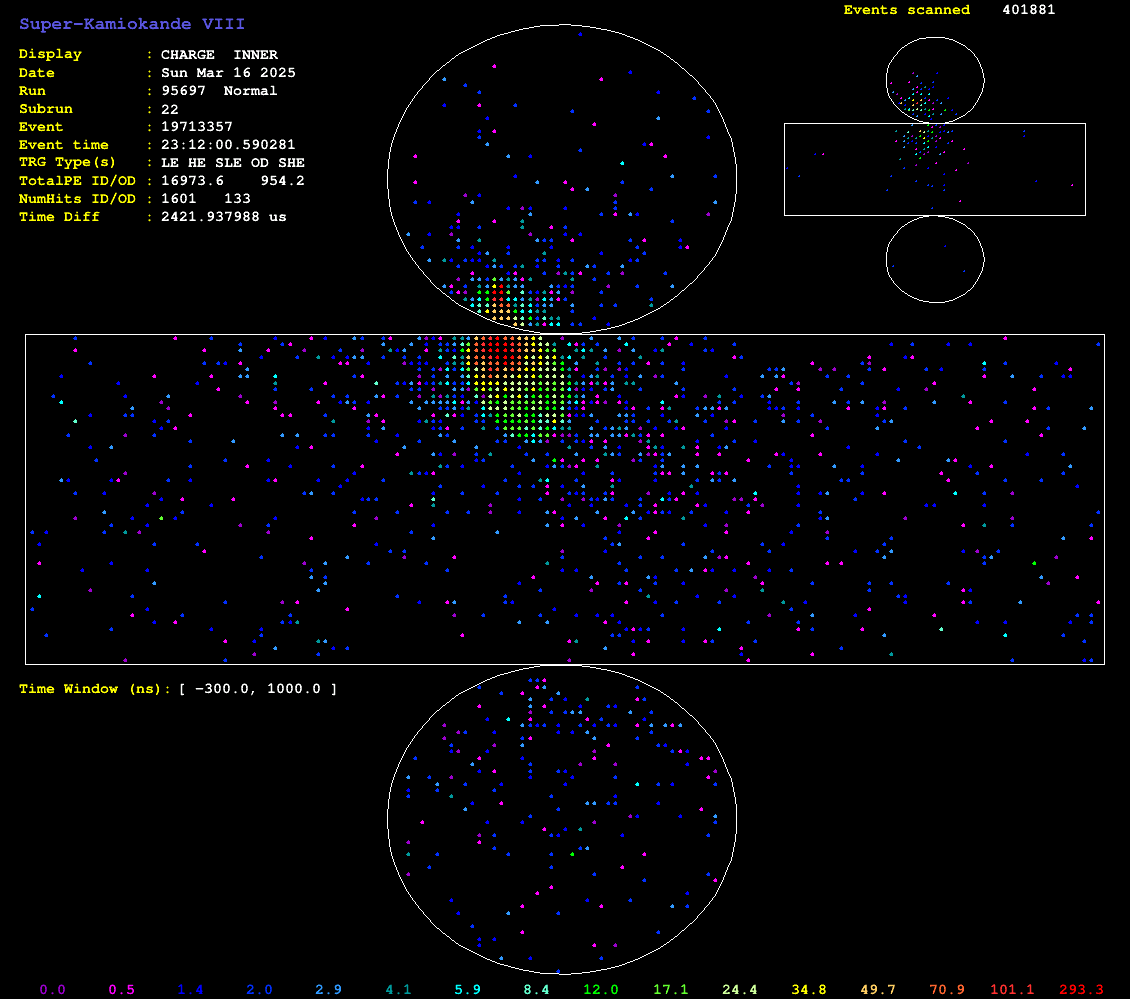 Super-Kamiokande VIII
Events scanned 401881
Display : CHARGE INNER
Date : Sun Mar 16 2025
Run : 95697 Normal
Subrun : 22
Event : 19713357
Event time : 23:12:00.590281
TRG Type(s) : LE HE SLE OD SHE
TotalPE ID/OD : 16973.6 954.2
NumHits ID/OD : 1601 133
Time Diff : 2421.937988 us
Time Window (ns): [ -300.0, 1000.0 ]
0.0 0.5 1.4 2.0 2.9 4.1 5.9 8.4 12.0 17.1 24.4 34.8 49.7 70.9 101.1 293.3